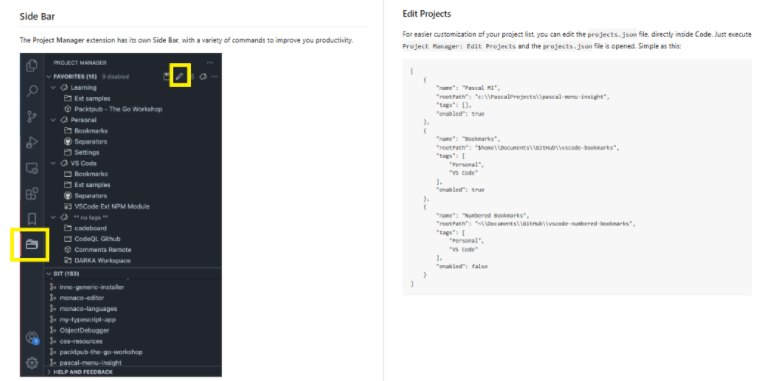 Side Bar
The Project Manager extension has its own Side Bar, with a variety of commands to improve you productivity.
PROJECT MANAGER
FAVORITES (15) 9 disabled
Learning
Ext samples
Packtpub - The Go Workshop
Personal
Bookmarks
Separators
Settings
VS Code
Bookmarks
Ext samples
Separators
VSCode Ext NPM Module
** no tags **
codeboard
CodeQL Github
Comments Remote
DARKA Workspace
GIT (153)
inno-generic-installer
monaco-editor
monaco-languages
my-typescript-app
ObjectDebugger
oss-resources
packtpub-the-go-workshop
pascal-menu-insight
HELP AND FEEDBACK
Edit Projects
For easier customization of your project list, you can edit the projects.json file, directly inside Code. Just execute
Project Manager: Edit Projects and the projects.json file is opened. Simple as this:
[
{
"name": "Pascal MI",
"rootPath": "c:\\PascalProjects\\pascal-menu-insight",
"tags": [],
"enabled": true
},
{
"name": "Bookmarks",
"rootPath": "$home\\Documents\\GitHub\\vscode-bookmarks",
"tags": [
"Personal",
"VS Code"
],
"enabled": true
},
{
"name": "Numbered Bookmarks",
"rootPath": "~\\Documents\\GitHub\\vscode-numbered-bookmarks",
"tags": [
"Personal",
"VS Code"
],
"enabled": false
}
]